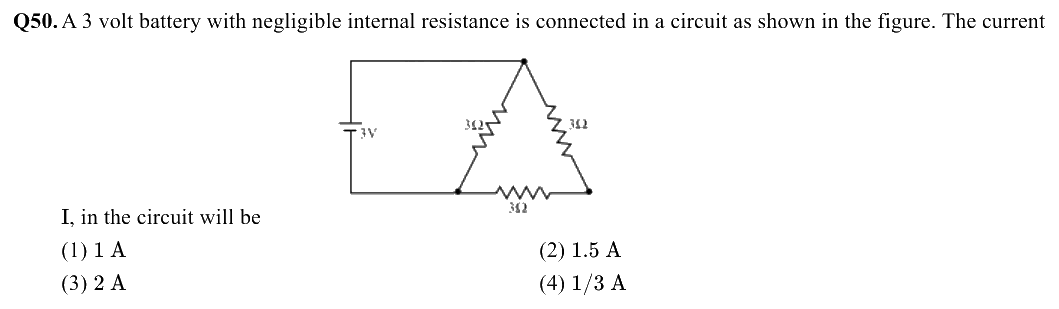 Q50. A 3 volt battery with negligible internal resistance is connected in a circuit as shown in the figure. The current
3Ω
3Ω
3V
3Ω
I, in the circuit will be
(1) 1 A
(2) 1.5 A
(3) 2 A
(4) 1/3 A